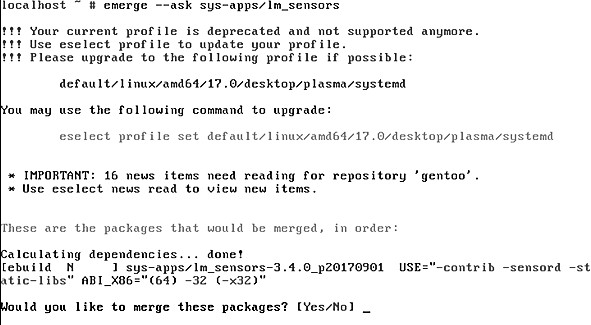 localhost ~ # emerge --ask sys-apps/lm_sensors
!!! Your current profile is deprecated and not supported anymore.
!!! Use eselect profile to update your profile.
!!! Please upgrade to the following profile if possible:
default/linux/amd64/17.0/desktop/plasma/systemd
You may use the following command to upgrade:
eselect profile set default/linux/amd64/17.0/desktop/plasma/systemd
* IMPORTANT: 16 news items need reading for repository 'gentoo'.
* Use eselect news read to view new items.
These are the packages that would be merged, in order:
Calculating dependencies... done!
[ebuild  N     ] sys-apps/lm_sensors-3.4.0_p20170901  USE="-contrib -sensord -st
atic-libs" ABI_X86="(64) -32 (-x32)"
Would you like to merge these packages? [Yes/No] _